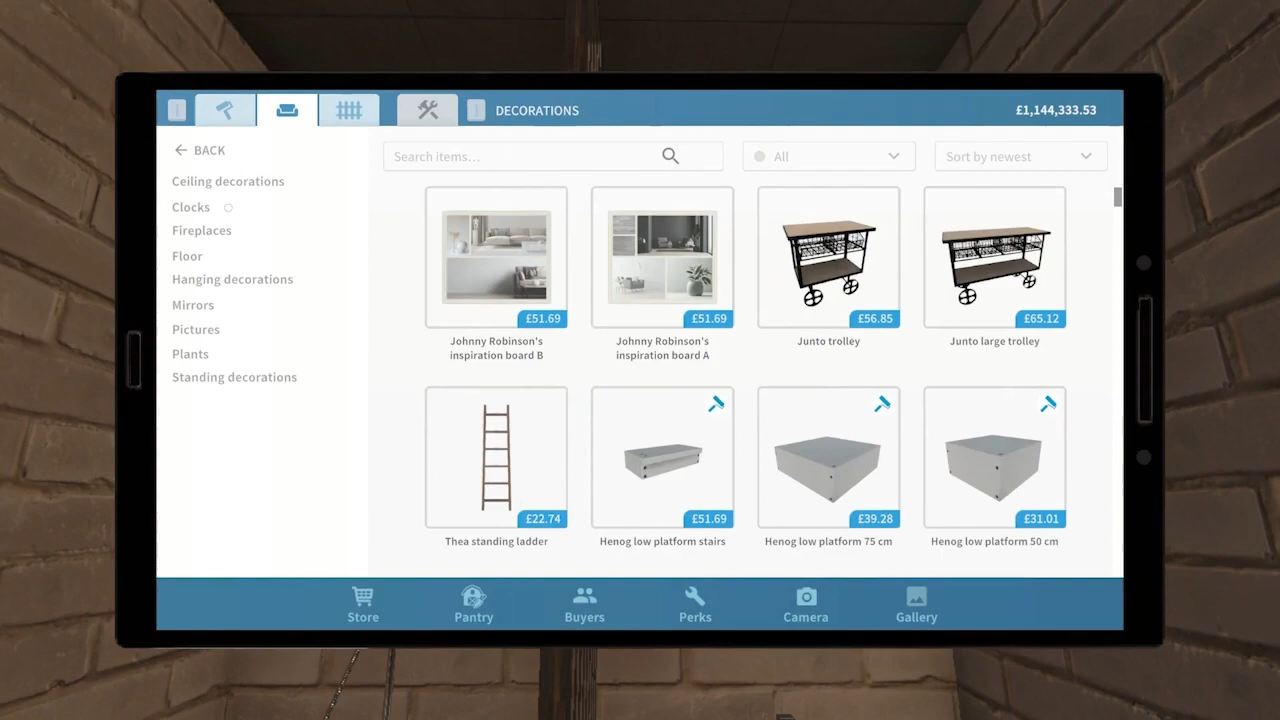 DECORATIONS
£1,144,333.53
BACK
Search items...
All
Sort by newest
Ceiling decorations
Clocks
Fireplaces
Floor
Hanging decorations
Mirrors
Pictures
Plants
Standing decorations
£51.69
£51.69
£56.85
£65.12
Johnny Robinson's
inspiration board B
Johnny Robinson's
inspiration board A
Junto trolley
Junto large trolley
£22.74
£51.69
£39.28
£31.01
Thea standing ladder
Henog low platform stairs
Henog low platform 75 cm
Henog low platform 50 cm
Store
Pantry
Buyers
Perks
Camera
Gallery